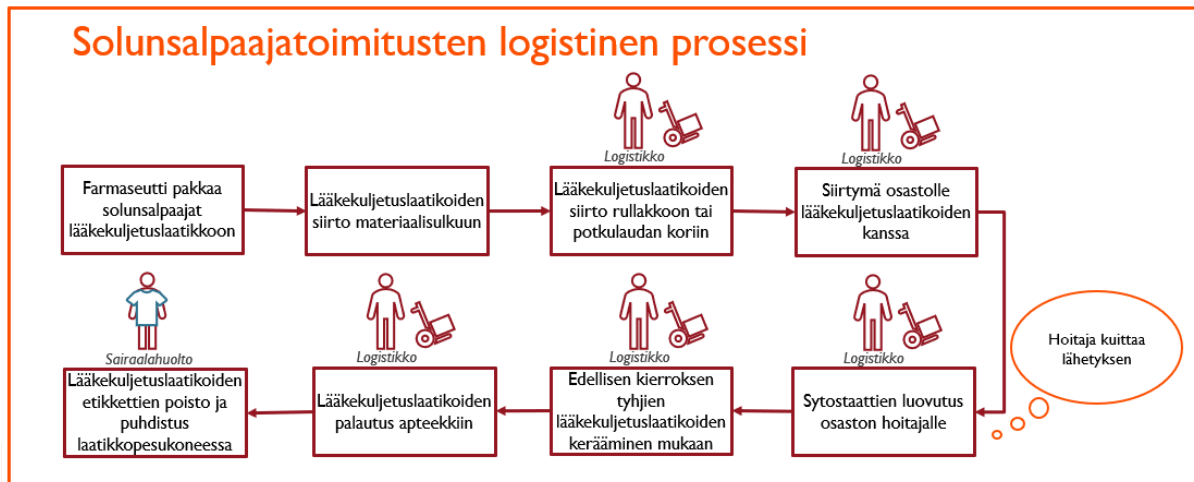 Solunsalpaajatoimitusten logistinen prosessi
Farmaseutti pakkaa
solunsalpaajat
lääkekuljetuslaatikkoon
Lääkekuljetuslaatikoiden
siirto materiaalisulkuun
Logistikko
Lääkekuljetuslaatikoiden
siirto rullakkoon tai
potkulaudan koriin
Logistikko
Siirtymä osastolle
lääkekuljetuslaatikoiden
kanssa
Hoitaja kuittaa
lähetyksen
Logistikko
Sytostaattien luovutus
osaston hoitajalle
Logistikko
Edellisen kierroksen
tyhjien
lääkekuljetuslaatikoiden
kerääminen mukaan
Logistikko
Lääkekuljetuslaatikoiden
palautus apteekkiin
Sairaalahuolto
Lääkekuljetuslaatikoiden
etikettien poisto ja
puhdistus
laatikkopesukoneessa